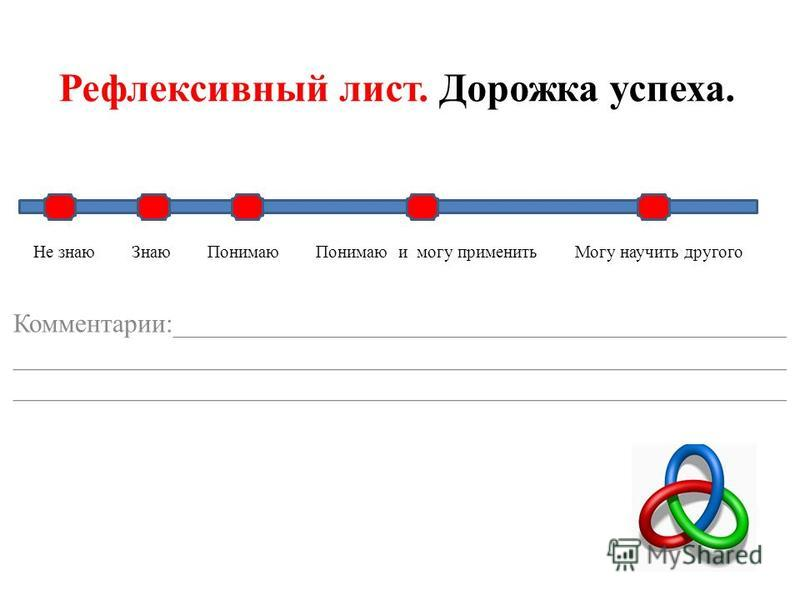 Рефлексивный лист. Дорожка успеха.
Не знаю Знаю Понимаю Понимаю и могу применить Могу научить другого
Комментарии:
MyShared